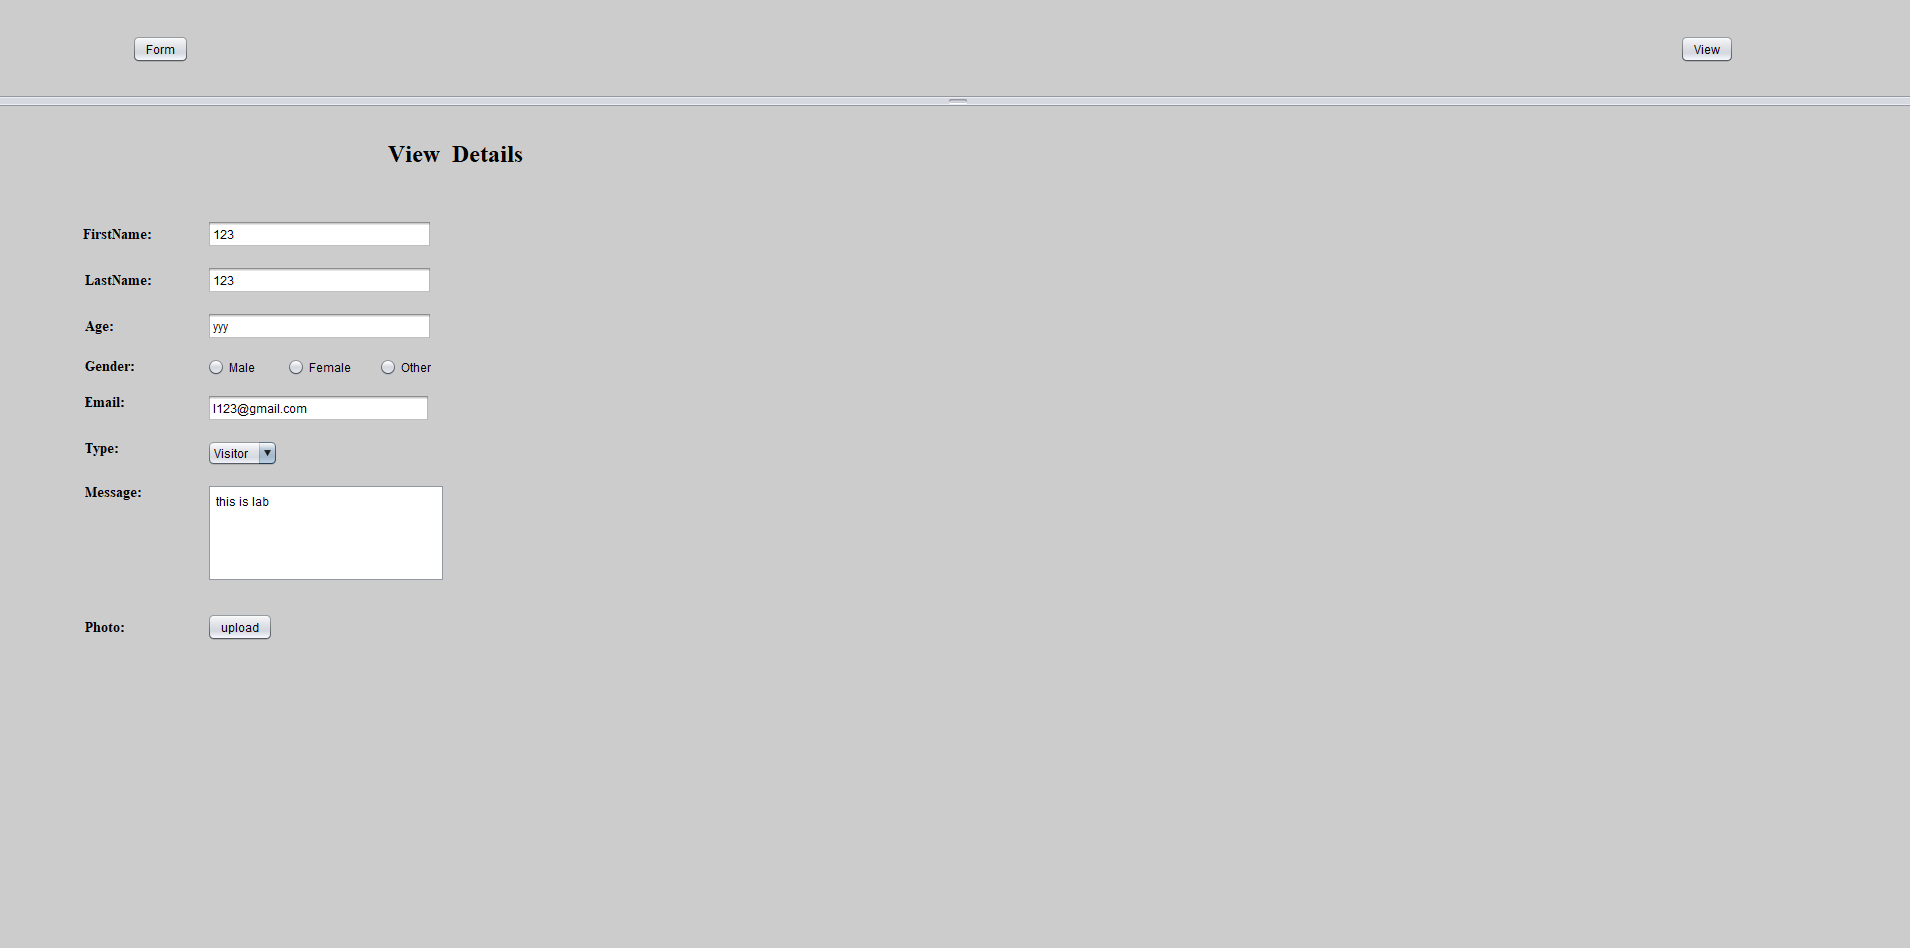 Form View
View Details
FirstName: 123
LastName: 123
Age: yyy
Gender: Male Female Other
Email: l123@gmail.com
Type: Visitor
Message: this is lab
Photo: upload